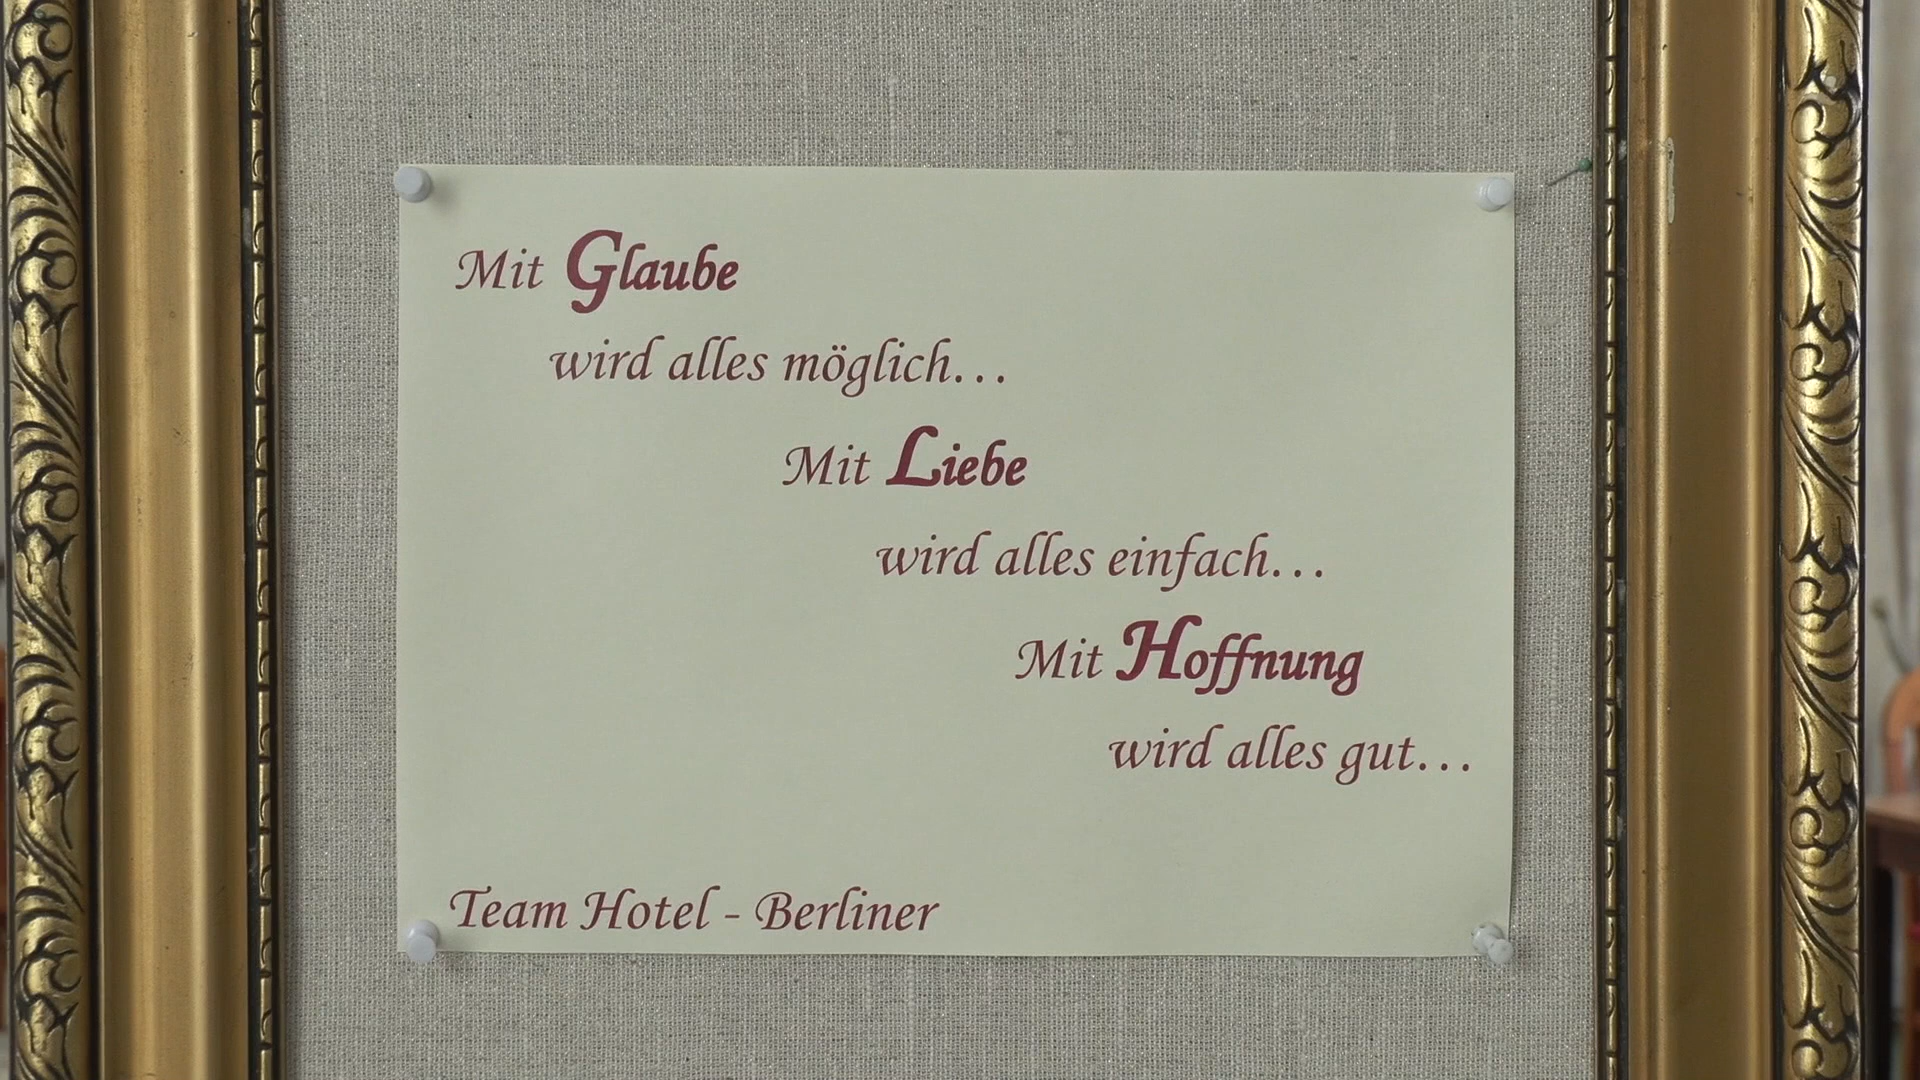 Mit Glaube
wird alles möglich...
Mit Liebe
wird alles einfach...
Mit Hoffnung
wird alles gut...
Team Hotel - Berliner